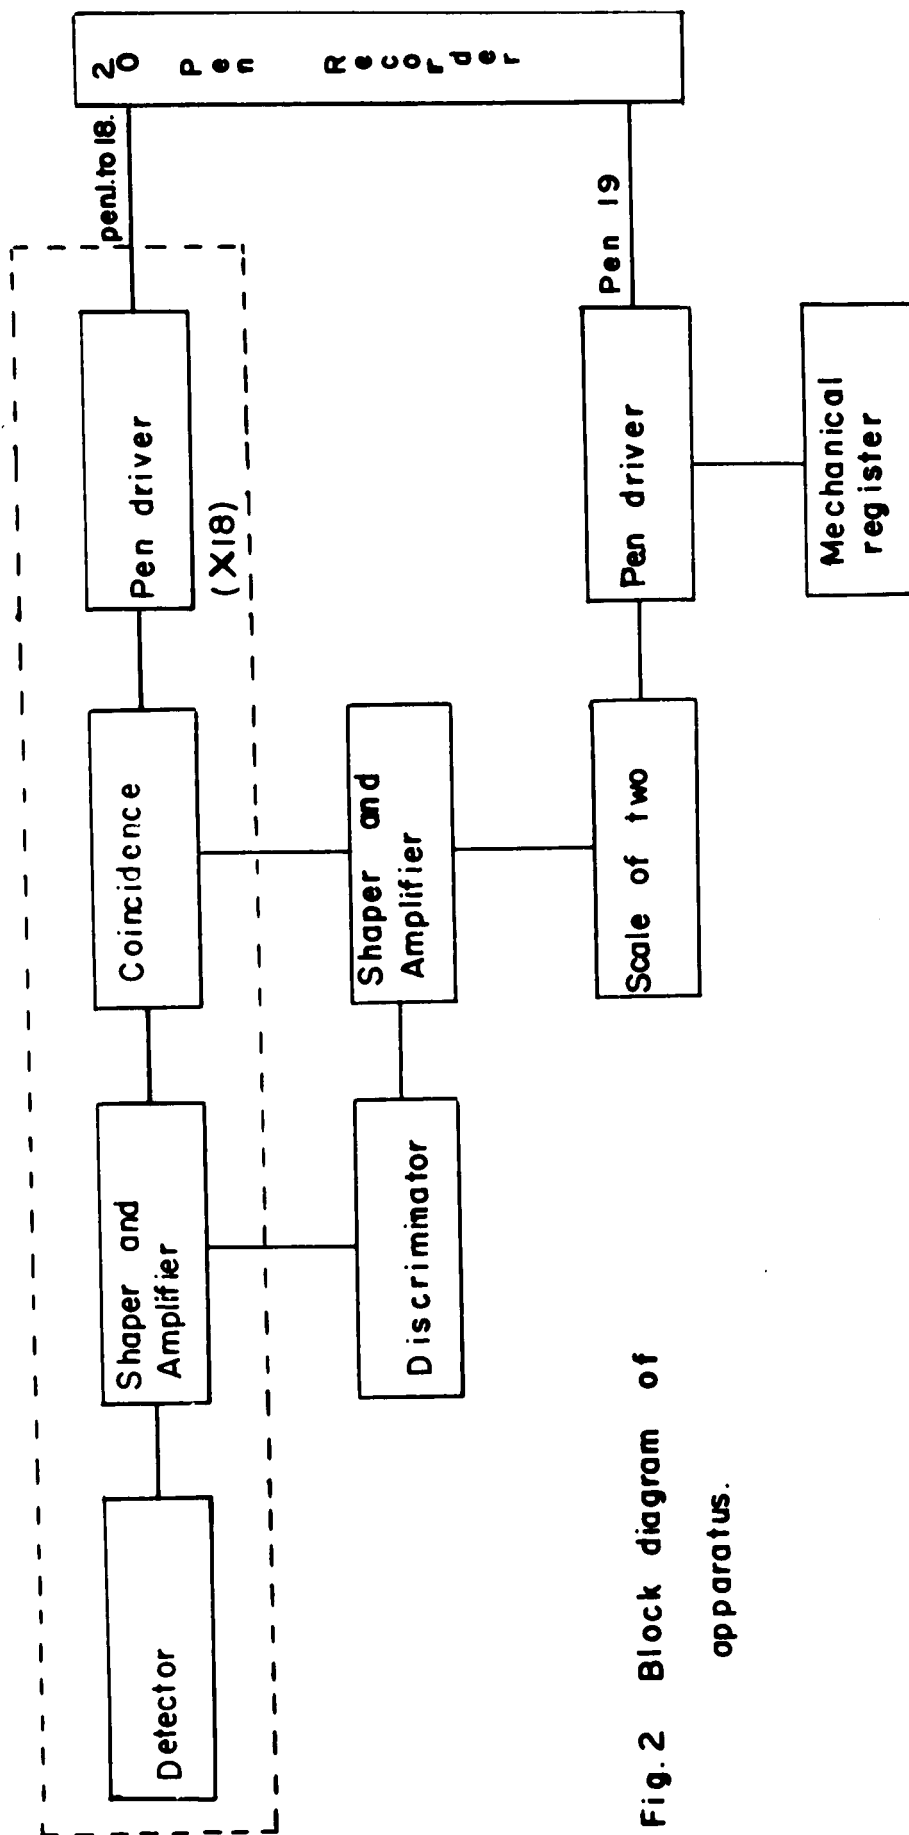 Detector
Shaper and
Amplifier
Coincidence
Pen driver
(X18)
pen1.to 18.
20 Pen Recorder
Discriminator
Shaper and
Amplifier
Scale of two
Pen driver
Pen 19
Mechanical
register
Fig.2 Block diagram of
apparatus.